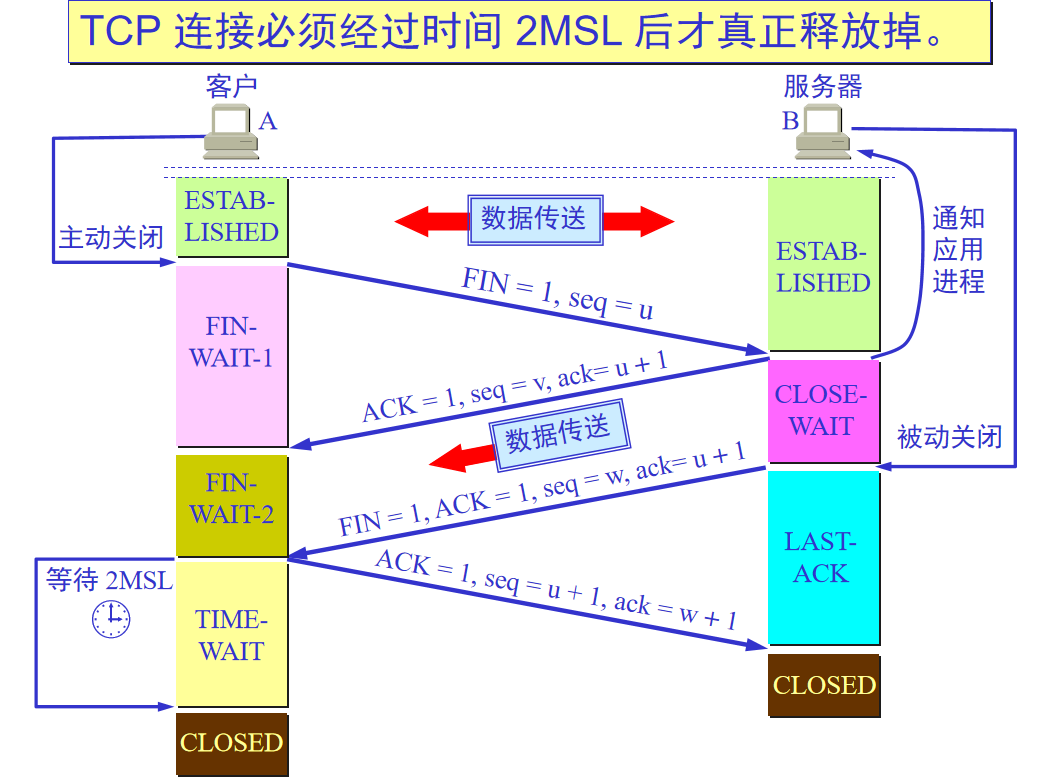 TCP 连接必须经过时间 2MSL 后才真正释放掉。
客户
A
服务器
B
ESTAB-
LISHED
数据传送
主动关闭
通知
应用
进程
ESTAB-
LISHED
FIN = 1, seq = u
FIN-
WAIT-1
ACK = 1, seq = v, ack= u + 1
CLOSE-
WAIT
数据传送
被动关闭
FIN-
WAIT-2
FIN = 1, ACK = 1, seq = w, ack= u + 1
LAST-
ACK
ACK = 1, seq = u + 1, ack = w + 1
等待 2MSL
TIME-
WAIT
CLOSED
CLOSED